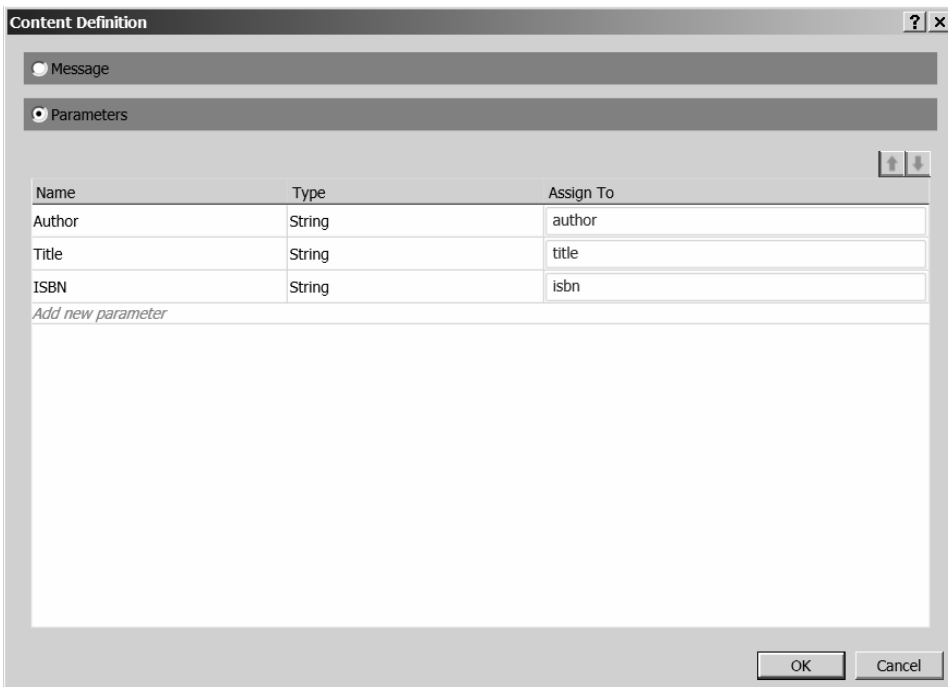 Content Definition ? ×
Message
Parameters
Name Type Assign To
Author String author
Title String title
ISBN String isbn
Add new parameter
OK Cancel